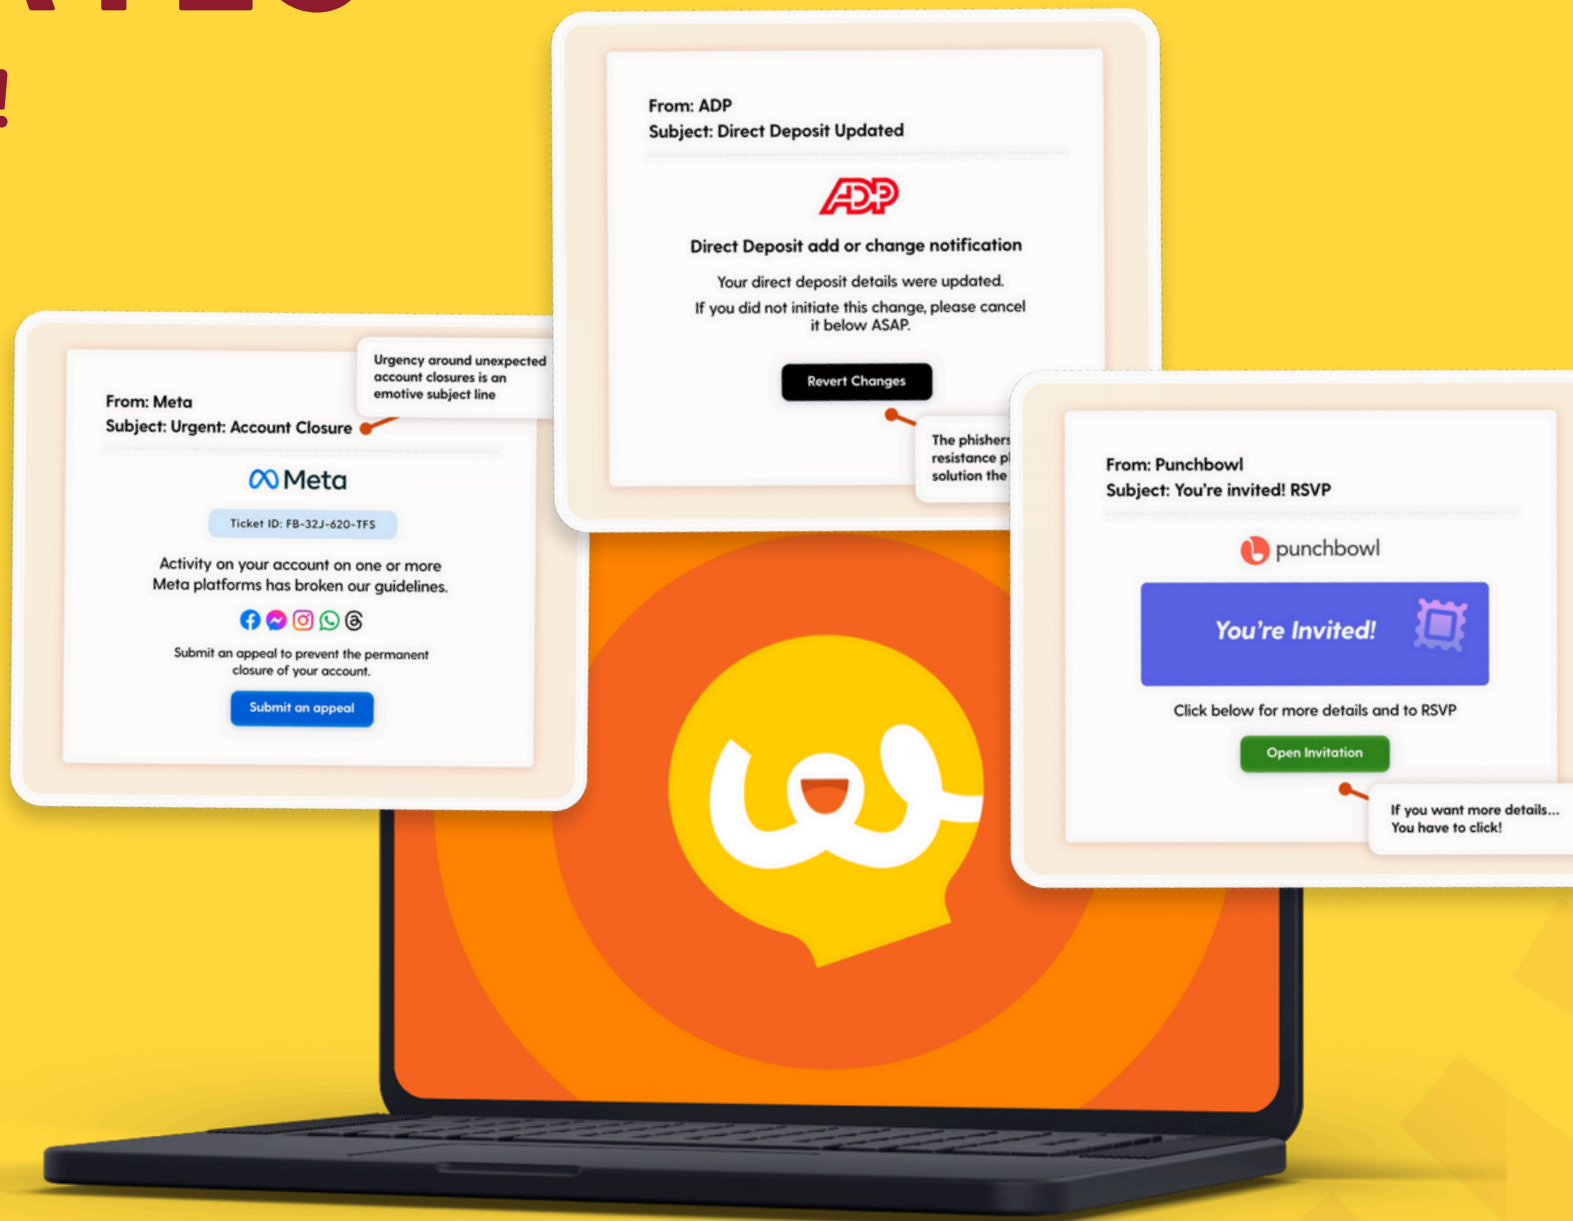 !
From: ADP
Subject: Direct Deposit Updated
ADP
Direct Deposit add or change notification
Your direct deposit details were updated.
If you did not initiate this change, please cancel
it below ASAP.
Revert Changes
The phishers
resistance
solution the
Urgency around unexpected
account closures is an
emotive subject line
From: Meta
Subject: Urgent: Account Closure
Meta
Ticket ID: FB-32J-620-TFS
Activity on your account on one or more
Meta platforms has broken our guidelines.
Submit an appeal to prevent the permanent
closure of your account.
Submit an appeal
From: Punchbowl
Subject: You're invited! RSVP
punchbowl
You're Invited!
Click below for more details and to RSVP
Open Invitation
If you want more details...
You have to click!